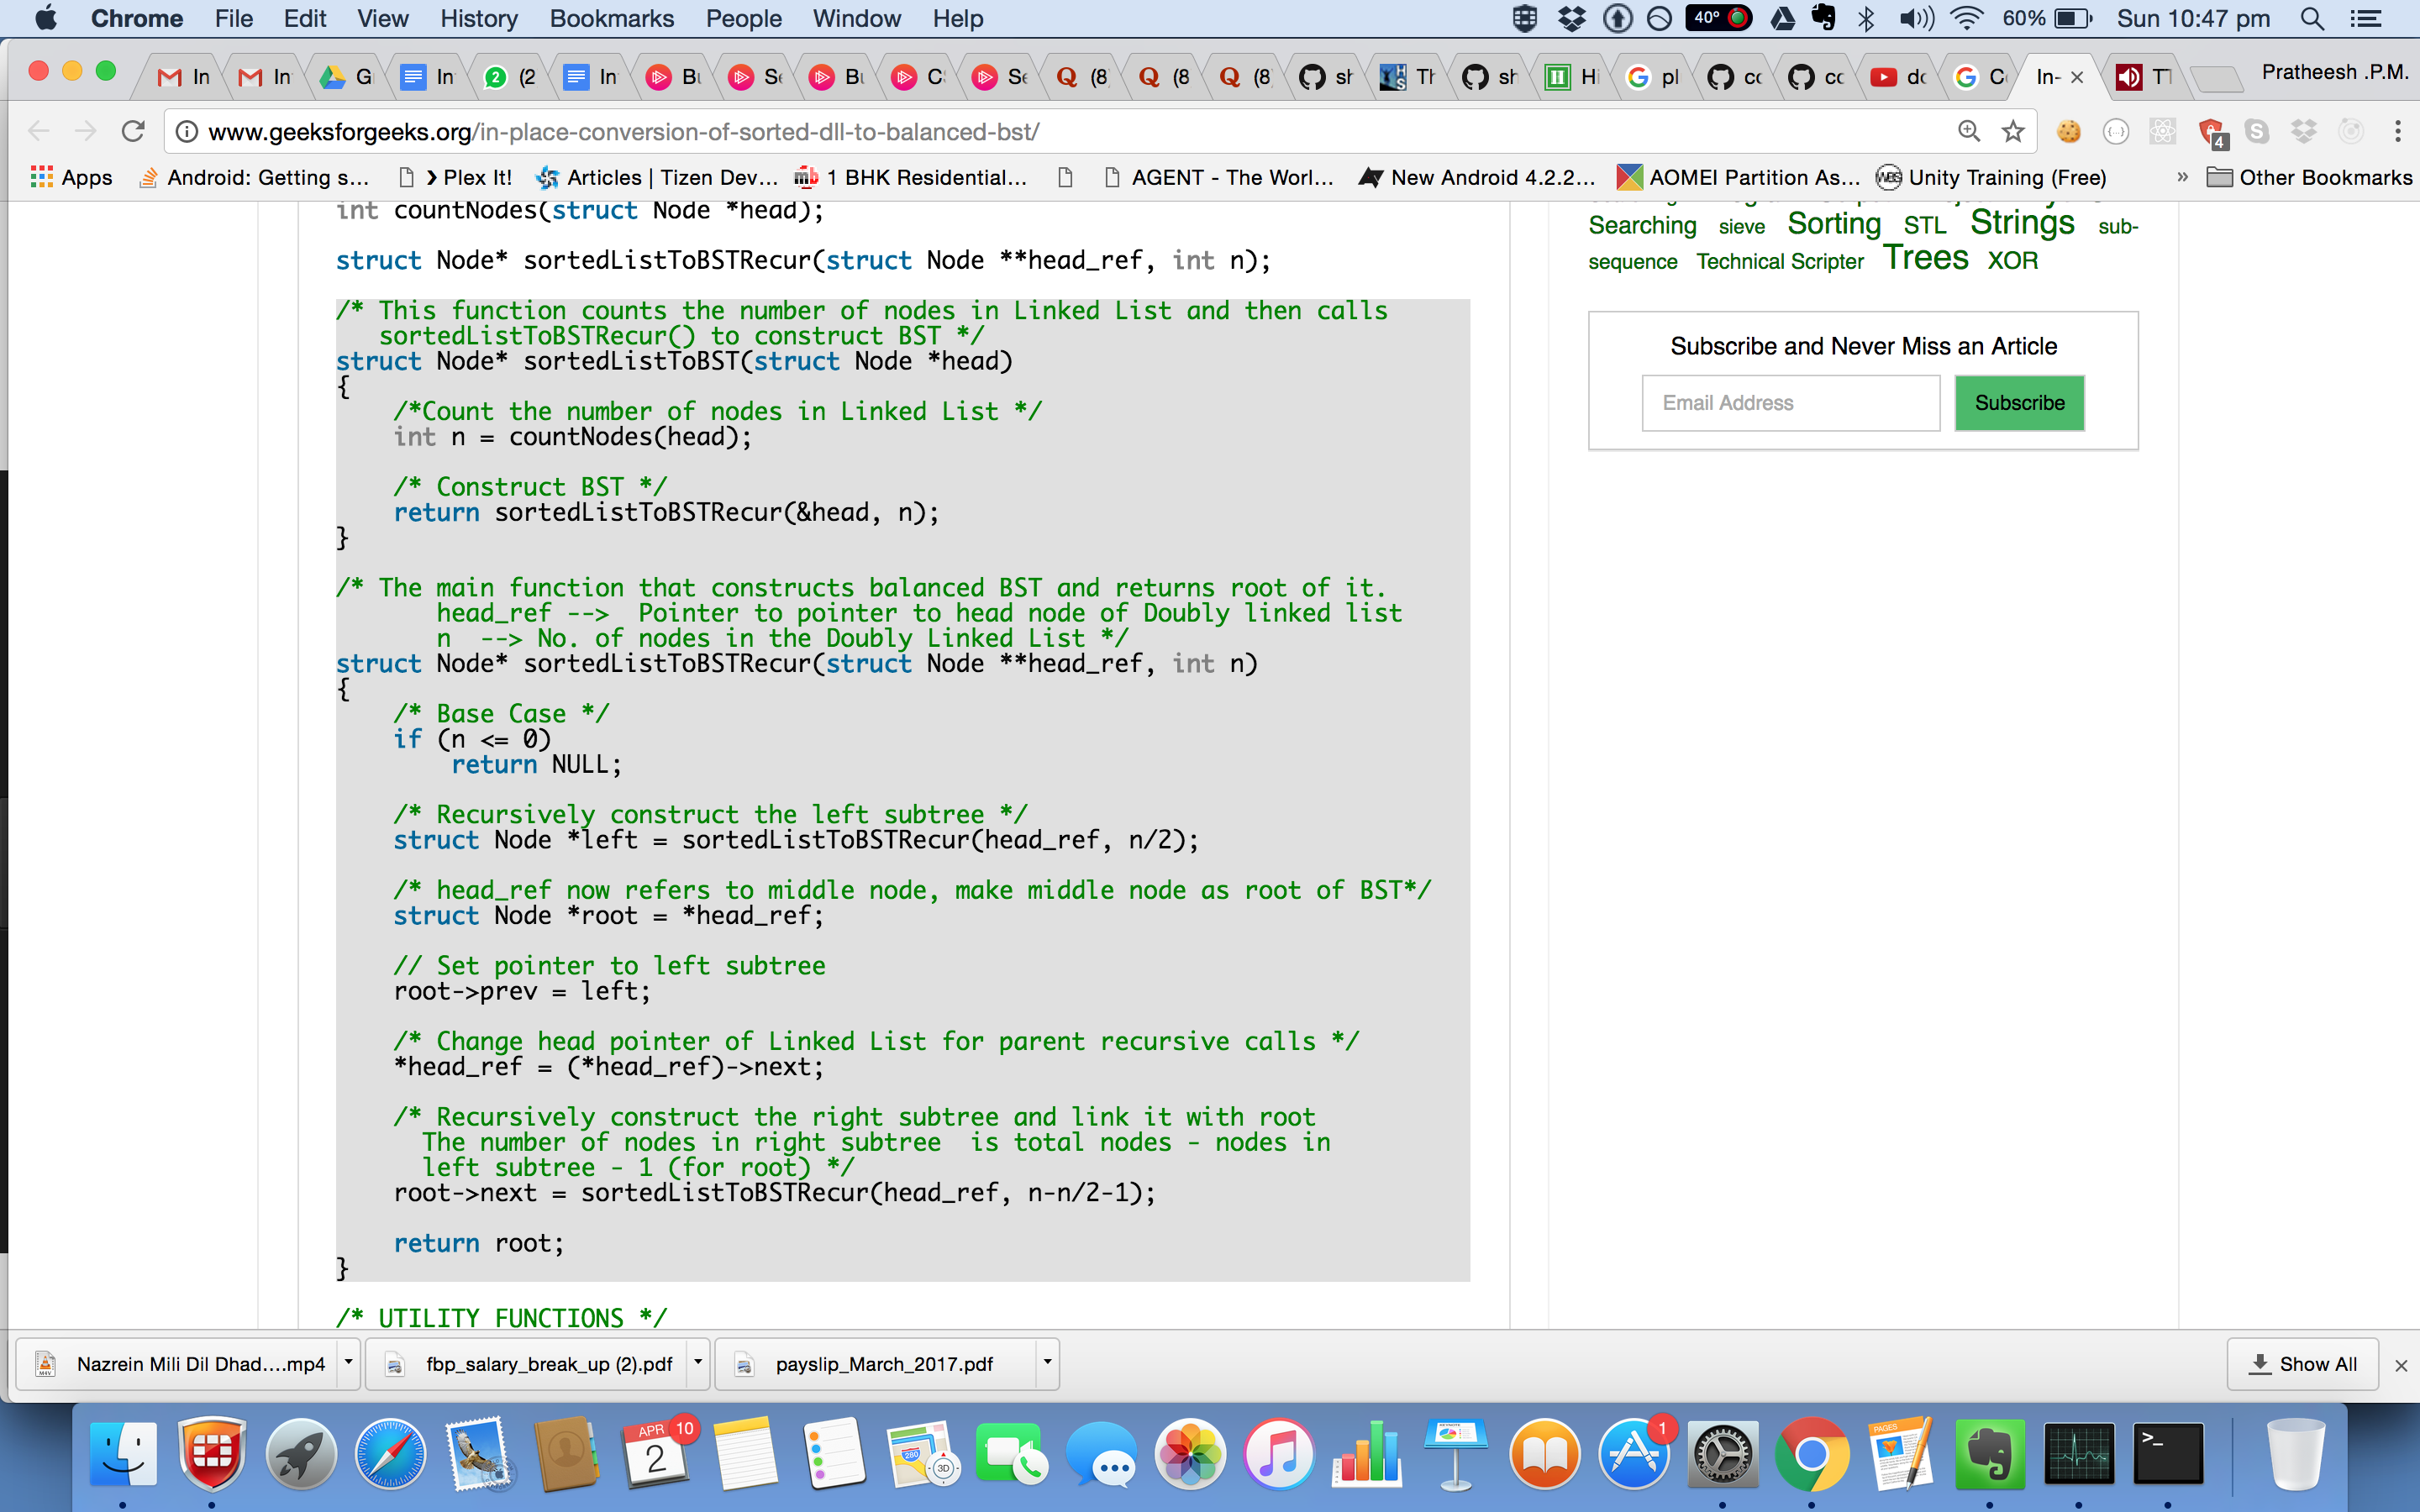 Chrome File Edit View History Bookmarks People Window Help 40° 60% Sun 10:47 pm
In In G In (2 In Bu Se Bu C Se (8 (8 (8 sh Th sh Hi pl cc cc dc C In- × TT Pratheesh .P.M.
www.geeksforgeeks.org/in-place-conversion-of-sorted-dll-to-balanced-bst/ 4
Apps Android: Getting s... ❯ Plex It! Articles | Tizen Dev... 1 BHK Residential... AGENT - The Worl... New Android 4.2.2... AOMEI Partition As... Unity Training (Free) » Other Bookmarks
int countNodes(struct Node *head);
struct Node* sortedListToBSTRecur(struct Node **head_ref, int n);
/* This function counts the number of nodes in Linked List and then calls
sortedListToBSTRecur() to construct BST */
struct Node* sortedListToBST(struct Node *head)
{
/*Count the number of nodes in Linked List */
int n = countNodes(head);
/* Construct BST */
return sortedListToBSTRecur(&head, n);
}
/* The main function that constructs balanced BST and returns root of it.
head_ref -->  Pointer to pointer to head node of Doubly linked list
n  --> No. of nodes in the Doubly Linked List */
struct Node* sortedListToBSTRecur(struct Node **head_ref, int n)
{
/* Base Case */
if (n <= 0)
return NULL;
/* Recursively construct the left subtree */
struct Node *left = sortedListToBSTRecur(head_ref, n/2);
/* head_ref now refers to middle node, make middle node as root of BST*/
struct Node *root = *head_ref;
// Set pointer to left subtree
root->prev = left;
/* Change head pointer of Linked List for parent recursive calls */
*head_ref = (*head_ref)->next;
/* Recursively construct the right subtree and link it with root
The number of nodes in right subtree  is total nodes - nodes in
left subtree - 1 (for root) */
root->next = sortedListToBSTRecur(head_ref, n-n/2-1);
return root;
}
/* UTILITY FUNCTIONS */
Searching sieve Sorting STL Strings sub-
sequence Technical Scripter Trees XOR
Subscribe and Never Miss an Article
Email Address Subscribe
Nazrein Mili Dil Dhad....mp4 fbp_salary_break_up (2).pdf payslip_March_2017.pdf Show All ×
APR 2 10 280 3D 1 PAGES >_